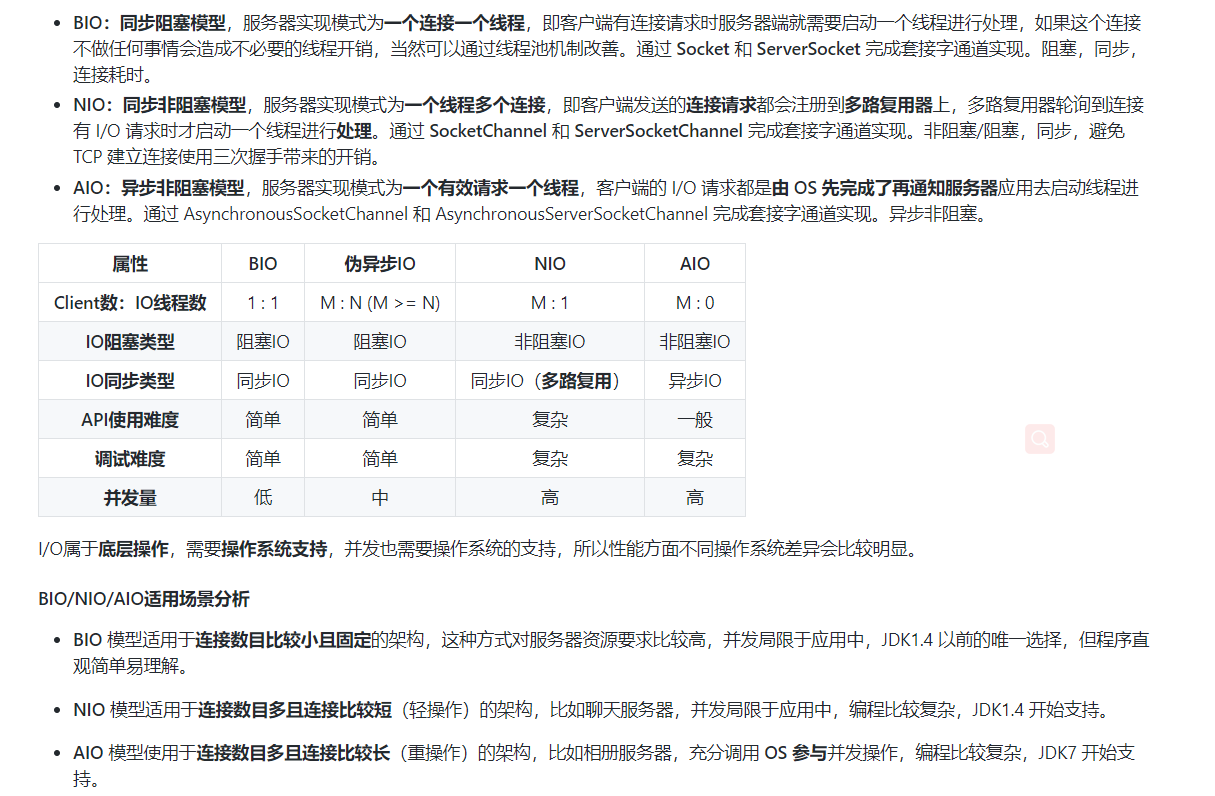 BIO：同步阻塞模型，服务器实现模式为一个连接一个线程，即客户端有连接请求时服务器端就需要启动一个线程进行处理，如果这个连接
不做任何事情会造成不必要的线程开销，当然可以通过线程池机制改善。通过 Socket 和 ServerSocket 完成套接字通道实现。阻塞，同步，
连接耗时。
NIO：同步非阻塞模型，服务器实现模式为一个线程多个连接，即客户端发送的连接请求都会注册到多路复用器上，多路复用器轮询到连接
有 I/O 请求时才启动一个线程进行处理。通过 SocketChannel 和 ServerSocketChannel 完成套接字通道实现。非阻塞/阻塞，同步，避免
TCP 建立连接使用三次握手带来的开销。
AIO：异步非阻塞模型，服务器实现模式为一个有效请求一个线程，客户端的 I/O 请求都是由 OS 先完成了再通知服务器应用去启动线程进
行处理。通过 AsynchronousSocketChannel 和 AsynchronousServerSocketChannel 完成套接字通道实现。异步非阻塞。
属性 BIO 伪异步IO NIO AIO
Client数：IO线程数 1 : 1 M : N (M >= N) M : 1 M : 0
IO阻塞类型 阻塞IO 阻塞IO 非阻塞IO 非阻塞IO
IO同步类型 同步IO 同步IO 同步IO（多路复用） 异步IO
API使用难度 简单 简单 复杂 一般
调试难度 简单 简单 复杂 复杂
并发量 低 中 高 高
I/O属于底层操作，需要操作系统支持，并发也需要操作系统的支持，所以性能方面不同操作系统差异会比较明显。
BIO/NIO/AIO适用场景分析
BIO 模型适用于连接数目比较小且固定的架构，这种方式对服务器资源要求比较高，并发局限于应用中，JDK1.4 以前的唯一选择，但程序直
观简单易理解。
NIO 模型适用于连接数目多且连接比较短（轻操作）的架构，比如聊天服务器，并发局限于应用中，编程比较复杂，JDK1.4 开始支持。
AIO 模型使用于连接数目多且连接比较长（重操作）的架构，比如相册服务器，充分调用 OS 参与并发操作，编程比较复杂，JDK7 开始支
持。